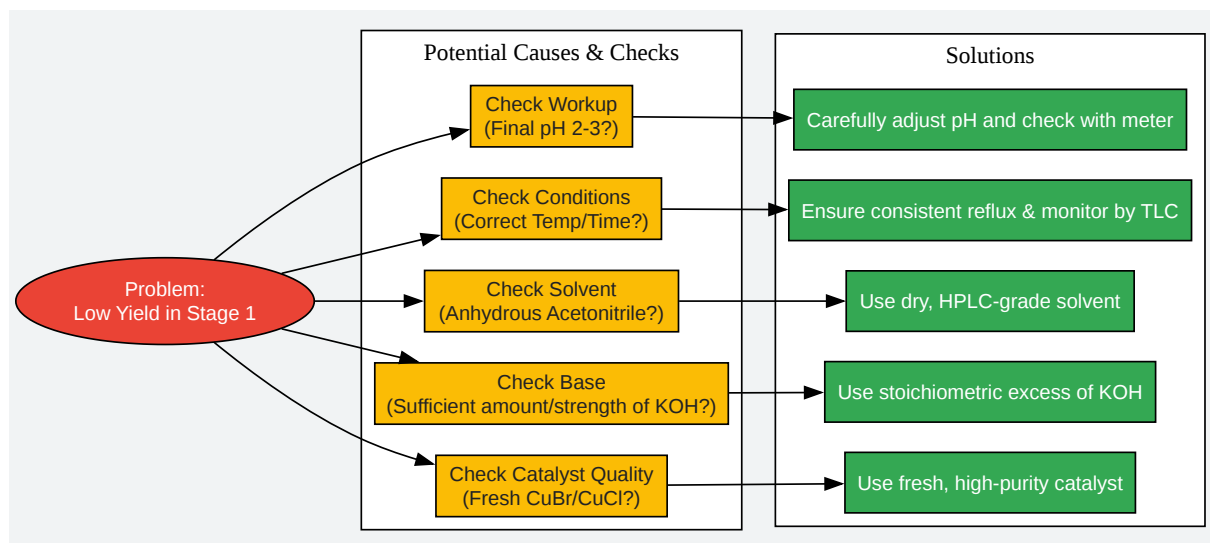 Problem:
Low Yield in Stage 1
Potential Causes & Checks
Check Workup
(Final pH 2-3?)
Check Conditions
(Correct Temp/Time?)
Check Solvent
(Anhydrous Acetonitrile?)
Check Base
(Sufficient amount/strength of KOH?)
Check Catalyst Quality
(Fresh CuBr/CuCl?)
Solutions
Carefully adjust pH and check with meter
Ensure consistent reflux & monitor by TLC
Use dry, HPLC-grade solvent
Use stoichiometric excess of KOH
Use fresh, high-purity catalyst